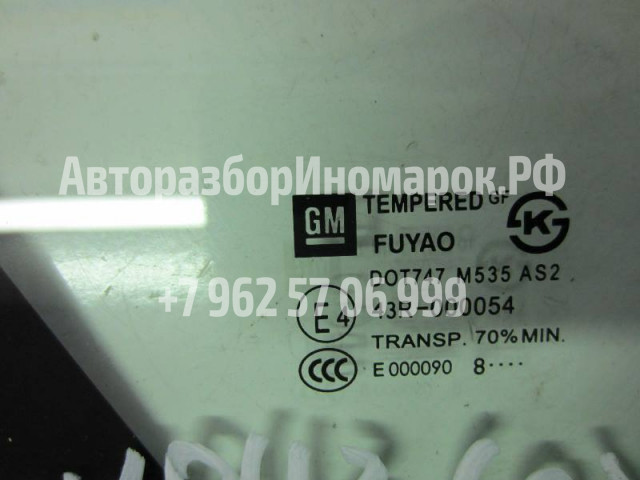 АвторазборИномарок.РФ
GM TEMPERED GF K
FUYAO
DOT747 M535 AS2
+7 962 57 06 999
E4
TRANSP. 70% MIN.
CCC E000090 8····